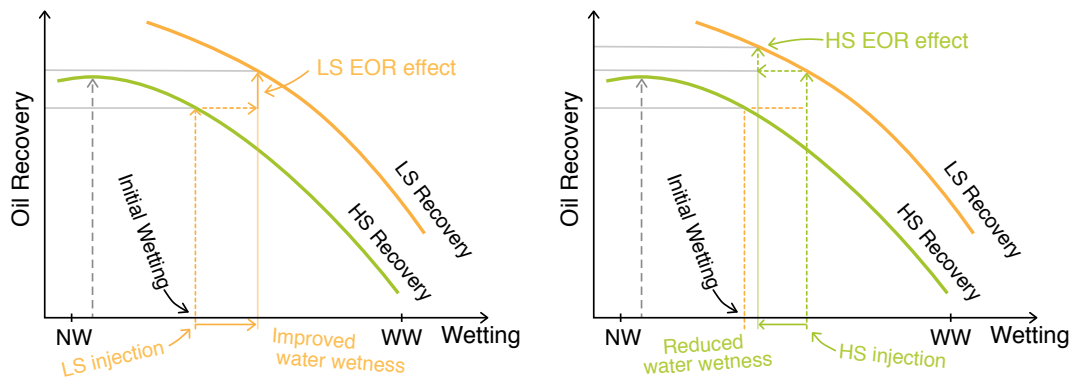 Oil Recovery
LS EOR effect
Initial Wetting
HS Recovery
LS Recovery
NW
WW
Wetting
LS injection
Improved
water wetness
Oil Recovery
HS EOR effect
Initial Wetting
HS Recovery
LS Recovery
NW
WW
Wetting
Reduced
water wetness
HS injection